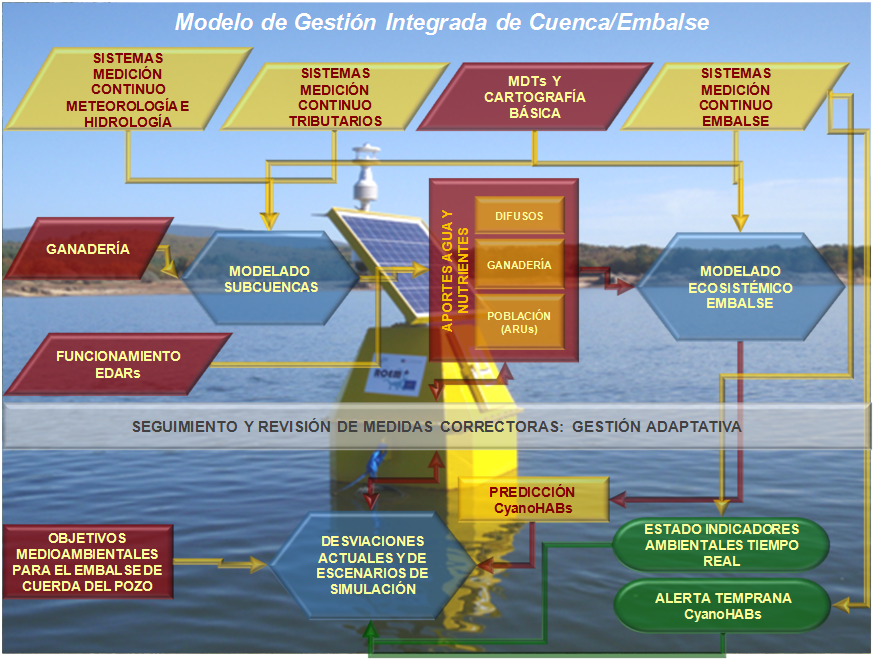 Modelo de Gestión Integrada de Cuenca/Embalse
SISTEMAS
MEDICIÓN
CONTINUO
METEOROLOGÍA E
HIDROLOGÍA
SISTEMAS
MEDICIÓN
CONTINUO
TRIBUTARIOS
MDTs Y
CARTOGRAFÍA
BÁSICA
SISTEMAS
MEDICIÓN
CONTINUO
EMBALSE
GANADERÍA
MODELADO
SUBCUENCAS
APORTES AGUA Y
NUTRIENTES
DIFUSOS
GANADERÍA
POBLACIÓN
(ARUs)
MODELADO
ECOSISTÉMICO
EMBALSE
FUNCIONAMIENTO
EDARs
ROEM+
SEGUIMIENTO Y REVISIÓN DE MEDIDAS CORRECTORAS: GESTIÓN ADAPTATIVA
PREDICCIÓN
CyanoHABs
OBJETIVOS
MEDIOAMBIENTALES
PARA EL EMBALSE DE
CUERDA DEL POZO
DESVIACIONES
ACTUALES Y DE
ESCENARIOS DE
SIMULACIÓN
ESTADO INDICADORES
AMBIENTALES TIEMPO
REAL
ALERTA TEMPRANA
CyanoHABs